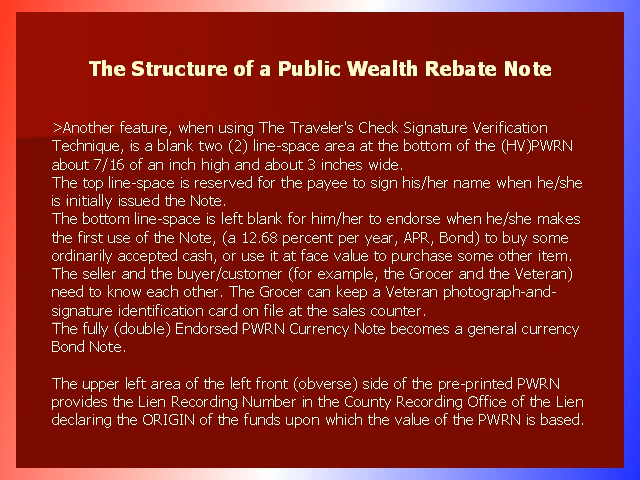 The Structure of a Public Wealth Rebate Note
>Another feature, when using The Traveler's Check Signature Verification
Technique, is a blank two (2) line-space area at the bottom of the (HV)PWRN
about 7/16 of an inch high and about 3 inches wide.
The top line-space is reserved for the payee to sign his/her name when he/she
is initially issued the Note.
The bottom line-space is left blank for him/her to endorse when he/she makes
the first use of the Note, (a 12.68 percent per year, APR, Bond) to buy some
ordinarily accepted cash, or use it at face value to purchase some other item.
The seller and the buyer/customer (for example, the Grocer and the Veteran)
need to know each other. The Grocer can keep a Veteran photograph-and-
signature identification card on file at the sales counter.
The fully (double) Endorsed PWRN Currency Note becomes a general currency
Bond Note.
The upper left area of the left front (obverse) side of the pre-printed PWRN
provides the Lien Recording Number in the County Recording Office of the Lien
declaring the ORIGIN of the funds upon which the value of the PWRN is based.